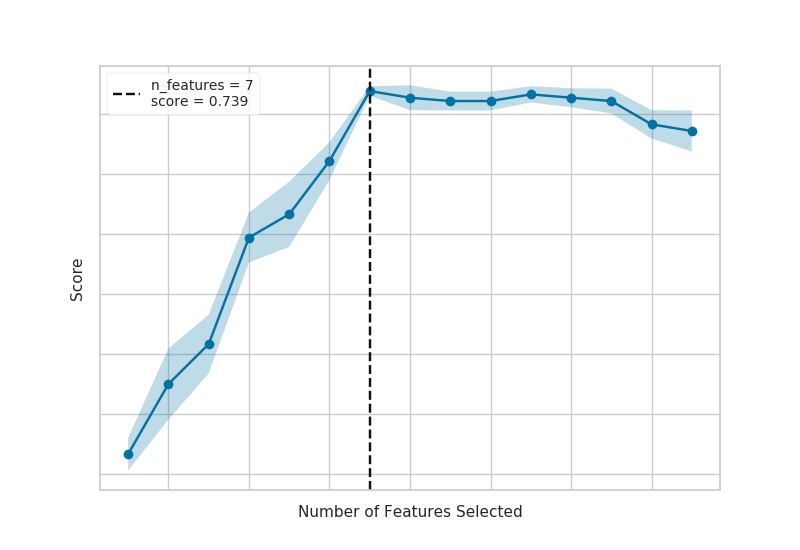 n_features = 7
score = 0.739
Score
Number of Features Selected